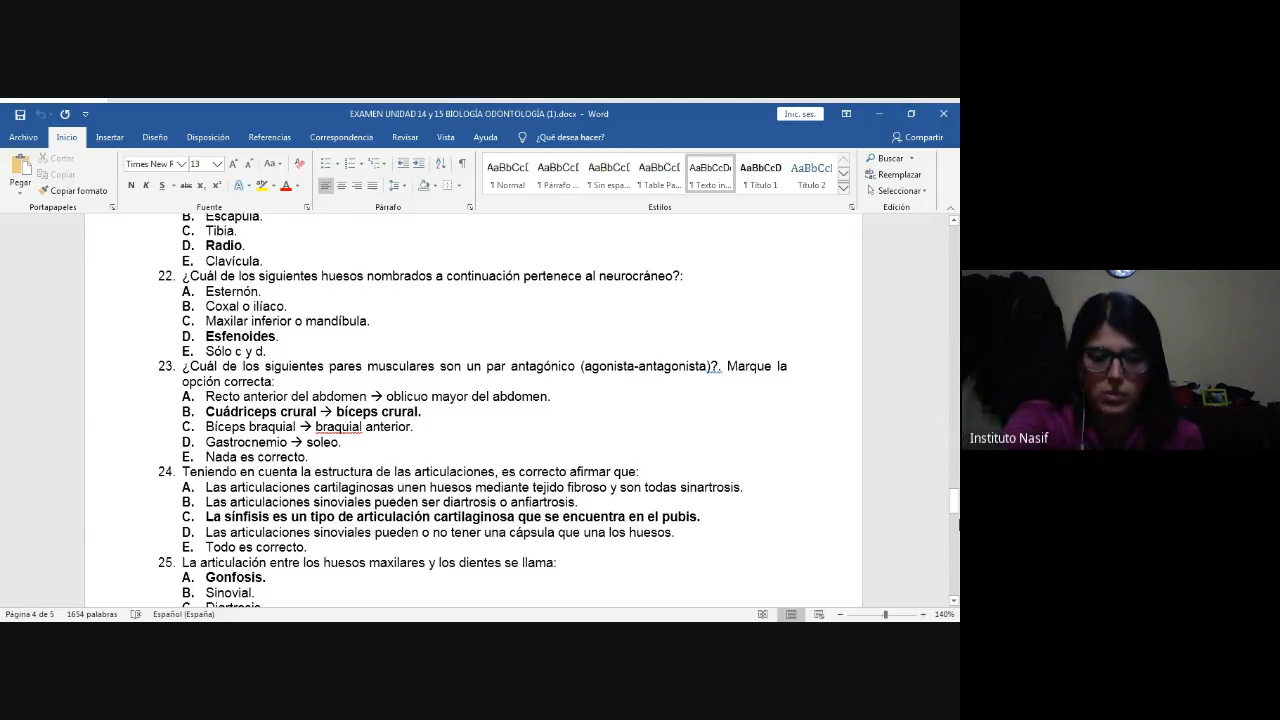 EXAMEN UNIDAD 14 y 15 BIOLOGÍA ODONTOLOGÍA (1).docx - Word
Inic. ses.
Archivo Inicio Insertar Diseño Disposición Referencias Correspondencia Revisar Vista Ayuda ¿Qué desea hacer? Compartir
Pegar
Cortar
Copiar
Copiar formato
Portapapeles
Times New R 13
N K S abc x₂ x²
Fuente
Párrafo
AaBbCcD AaBbCcD AaBbCcD AaBbCcD AaBbCcDc AaBbCcD AaBbCcI
¶ Normal ¶ Párrafo ... ¶ Sin espa... ¶ Table Pa... ¶ Texto in... ¶ Título 1 Título 2
Estilos
Buscar
Reemplazar
Seleccionar
Edición
B. Escápula.
C. Tibia.
D. Radio.
E. Clavícula.
22. ¿Cuál de los siguientes huesos nombrados a continuación pertenece al neurocráneo?:
A. Esternón.
B. Coxal o ilíaco.
C. Maxilar inferior o mandíbula.
D. Esfenoides.
E. Sólo c y d.
23. ¿Cuál de los siguientes pares musculares son un par antagónico (agonista-antagonista)?. Marque la
opción correcta:
A. Recto anterior del abdomen → oblicuo mayor del abdomen.
B. Cuádriceps crural → bíceps crural.
C. Bíceps braquial → braquial anterior.
D. Gastrocnemio → soleo.
E. Nada es correcto.
24. Teniendo en cuenta la estructura de las articulaciones, es correcto afirmar que:
A. Las articulaciones cartilaginosas unen huesos mediante tejido fibroso y son todas sinartrosis.
B. Las articulaciones sinoviales pueden ser diartrosis o anfiartrosis.
C. La sínfisis es un tipo de articulación cartilaginosa que se encuentra en el pubis.
D. Las articulaciones sinoviales pueden o no tener una cápsula que una los huesos.
E. Todo es correcto.
25. La articulación entre los huesos maxilares y los dientes se llama:
A. Gonfosis.
B. Sinovial.
C. Diartrosis.
Página 4 de 5 1654 palabras Español (España) 140%
Instituto Nasif